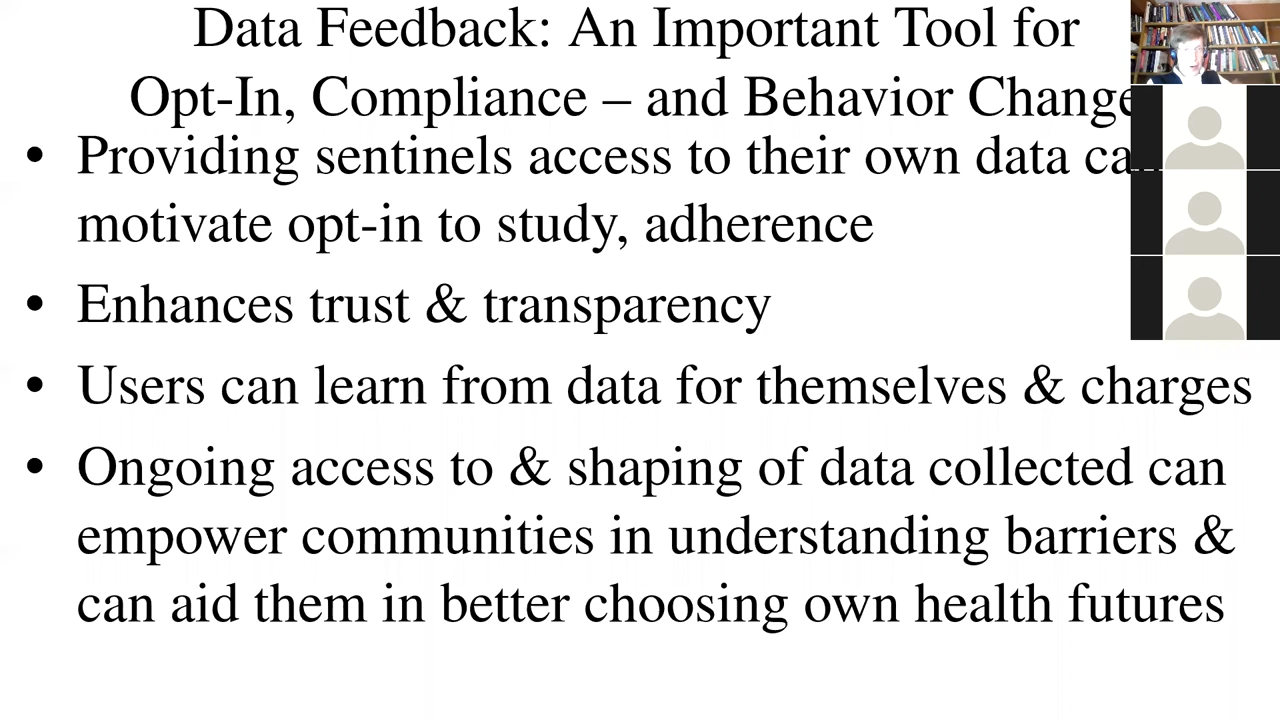 Data Feedback: An Important Tool for
Opt-In, Compliance – and Behavior Change
• Providing sentinels access to their own data can
motivate opt-in to study, adherence
• Enhances trust & transparency
• Users can learn from data for themselves & charges
• Ongoing access to & shaping of data collected can
empower communities in understanding barriers &
can aid them in better choosing own health futures